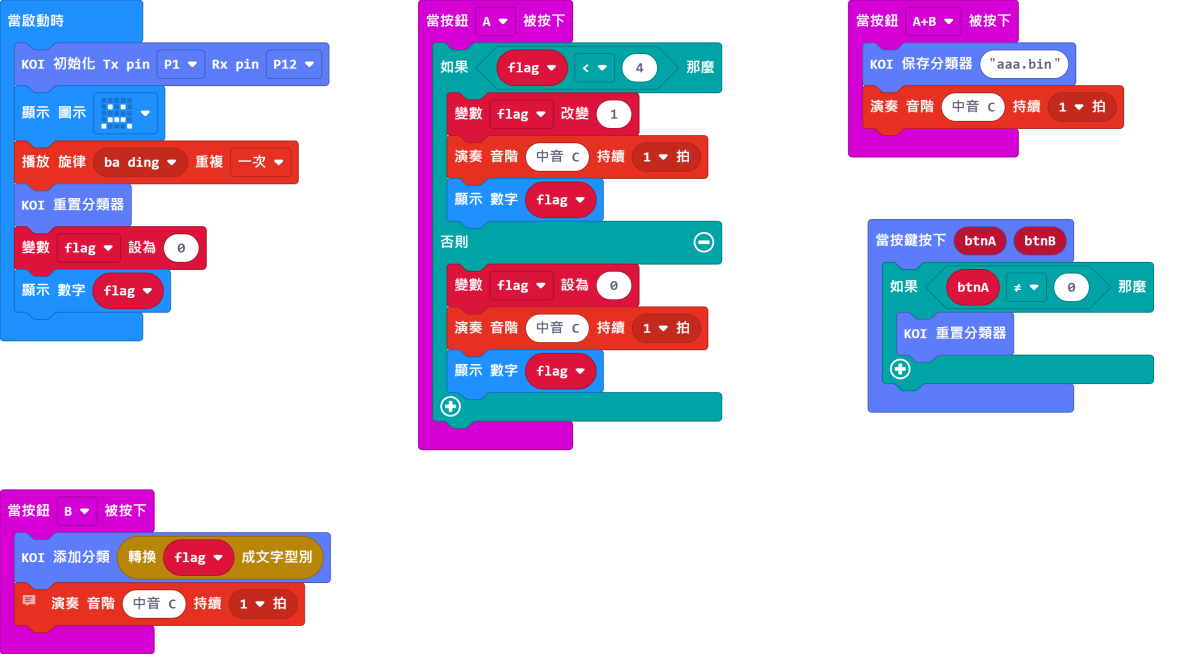 當啟動時
KOI 初始化 Tx pin P1 Rx pin P12
顯示 圖示
播放 旋律 ba ding 重複 一次
KOI 重置分類器
變數 flag 設為 0
顯示 數字 flag
當按鈕 A 被按下
如果 flag < 4 那麼
變數 flag 改變 1
演奏 音階 中音 C 持續 1 拍
顯示 數字 flag
否則
變數 flag 設為 0
演奏 音階 中音 C 持續 1 拍
顯示 數字 flag
當按鈕 A+B 被按下
KOI 保存分類器 "aaa.bin"
演奏 音階 中音 C 持續 1 拍
當按鍵按下 btnA btnB
如果 btnA ≠ 0 那麼
KOI 重置分類器
當按鈕 B 被按下
KOI 添加分類 轉換 flag 成文字型別
演奏 音階 中音 C 持續 1 拍